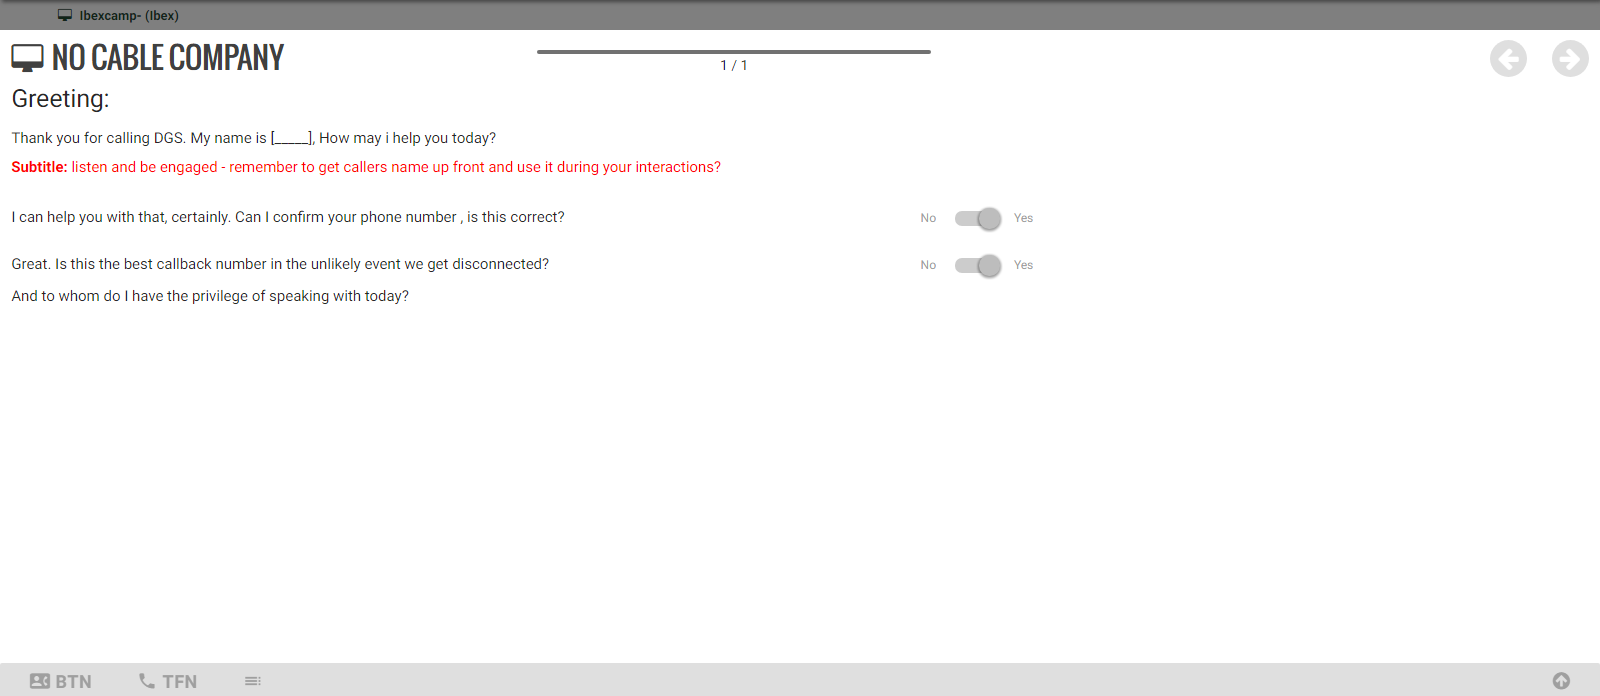 Ibexcamp- (Ibex)
NO CABLE COMPANY
1 / 1
Greeting:
Thank you for calling DGS. My name is [_____], How may i help you today?
Subtitle: listen and be engaged - remember to get callers name up front and use it during your interactions?
I can help you with that, certainly. Can I confirm your phone number , is this correct?
No Yes
Great. Is this the best callback number in the unlikely event we get disconnected?
No Yes
And to whom do I have the privilege of speaking with today?
BTN TFN